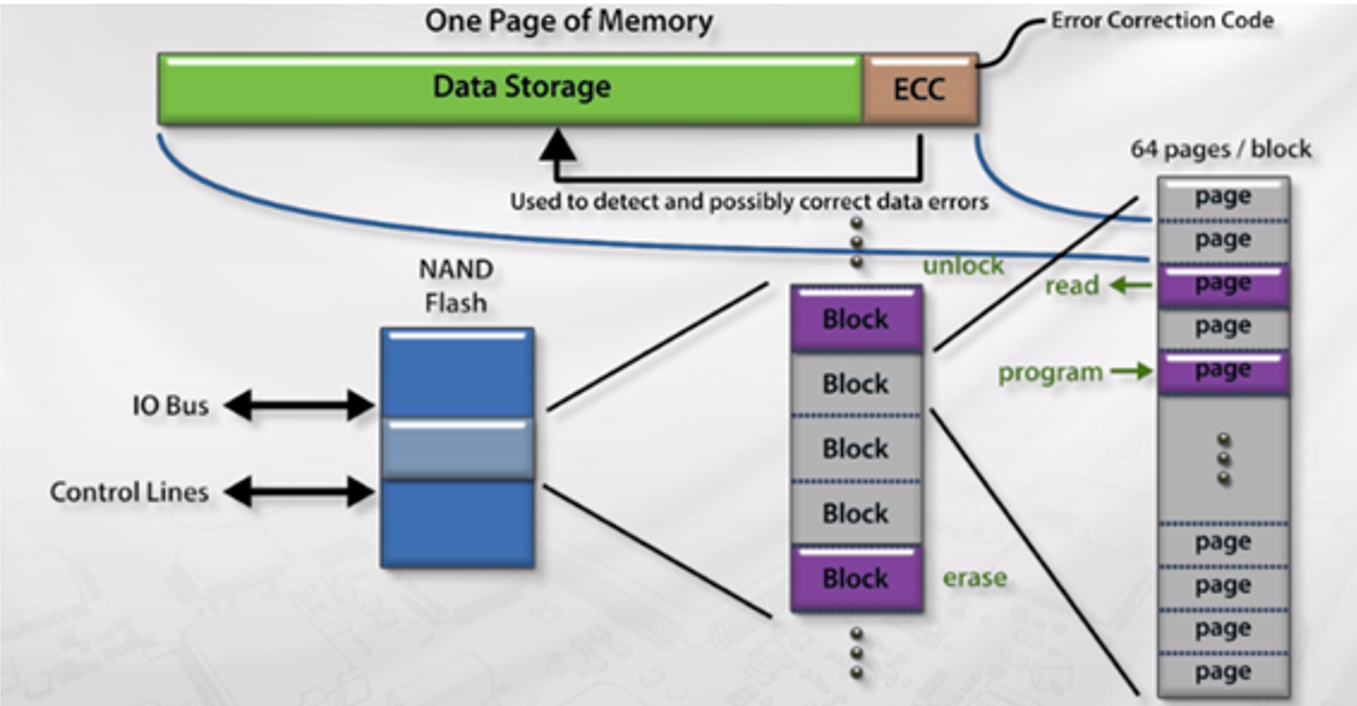 One Page of Memory
Error Correction Code
Data Storage
ECC
Used to detect and possibly correct data errors
64 pages / block
page
page
page
page
page
page
page
page
page
read
program
unlock
Block
Block
Block
Block
Block
erase
NAND
Flash
IO Bus
Control Lines